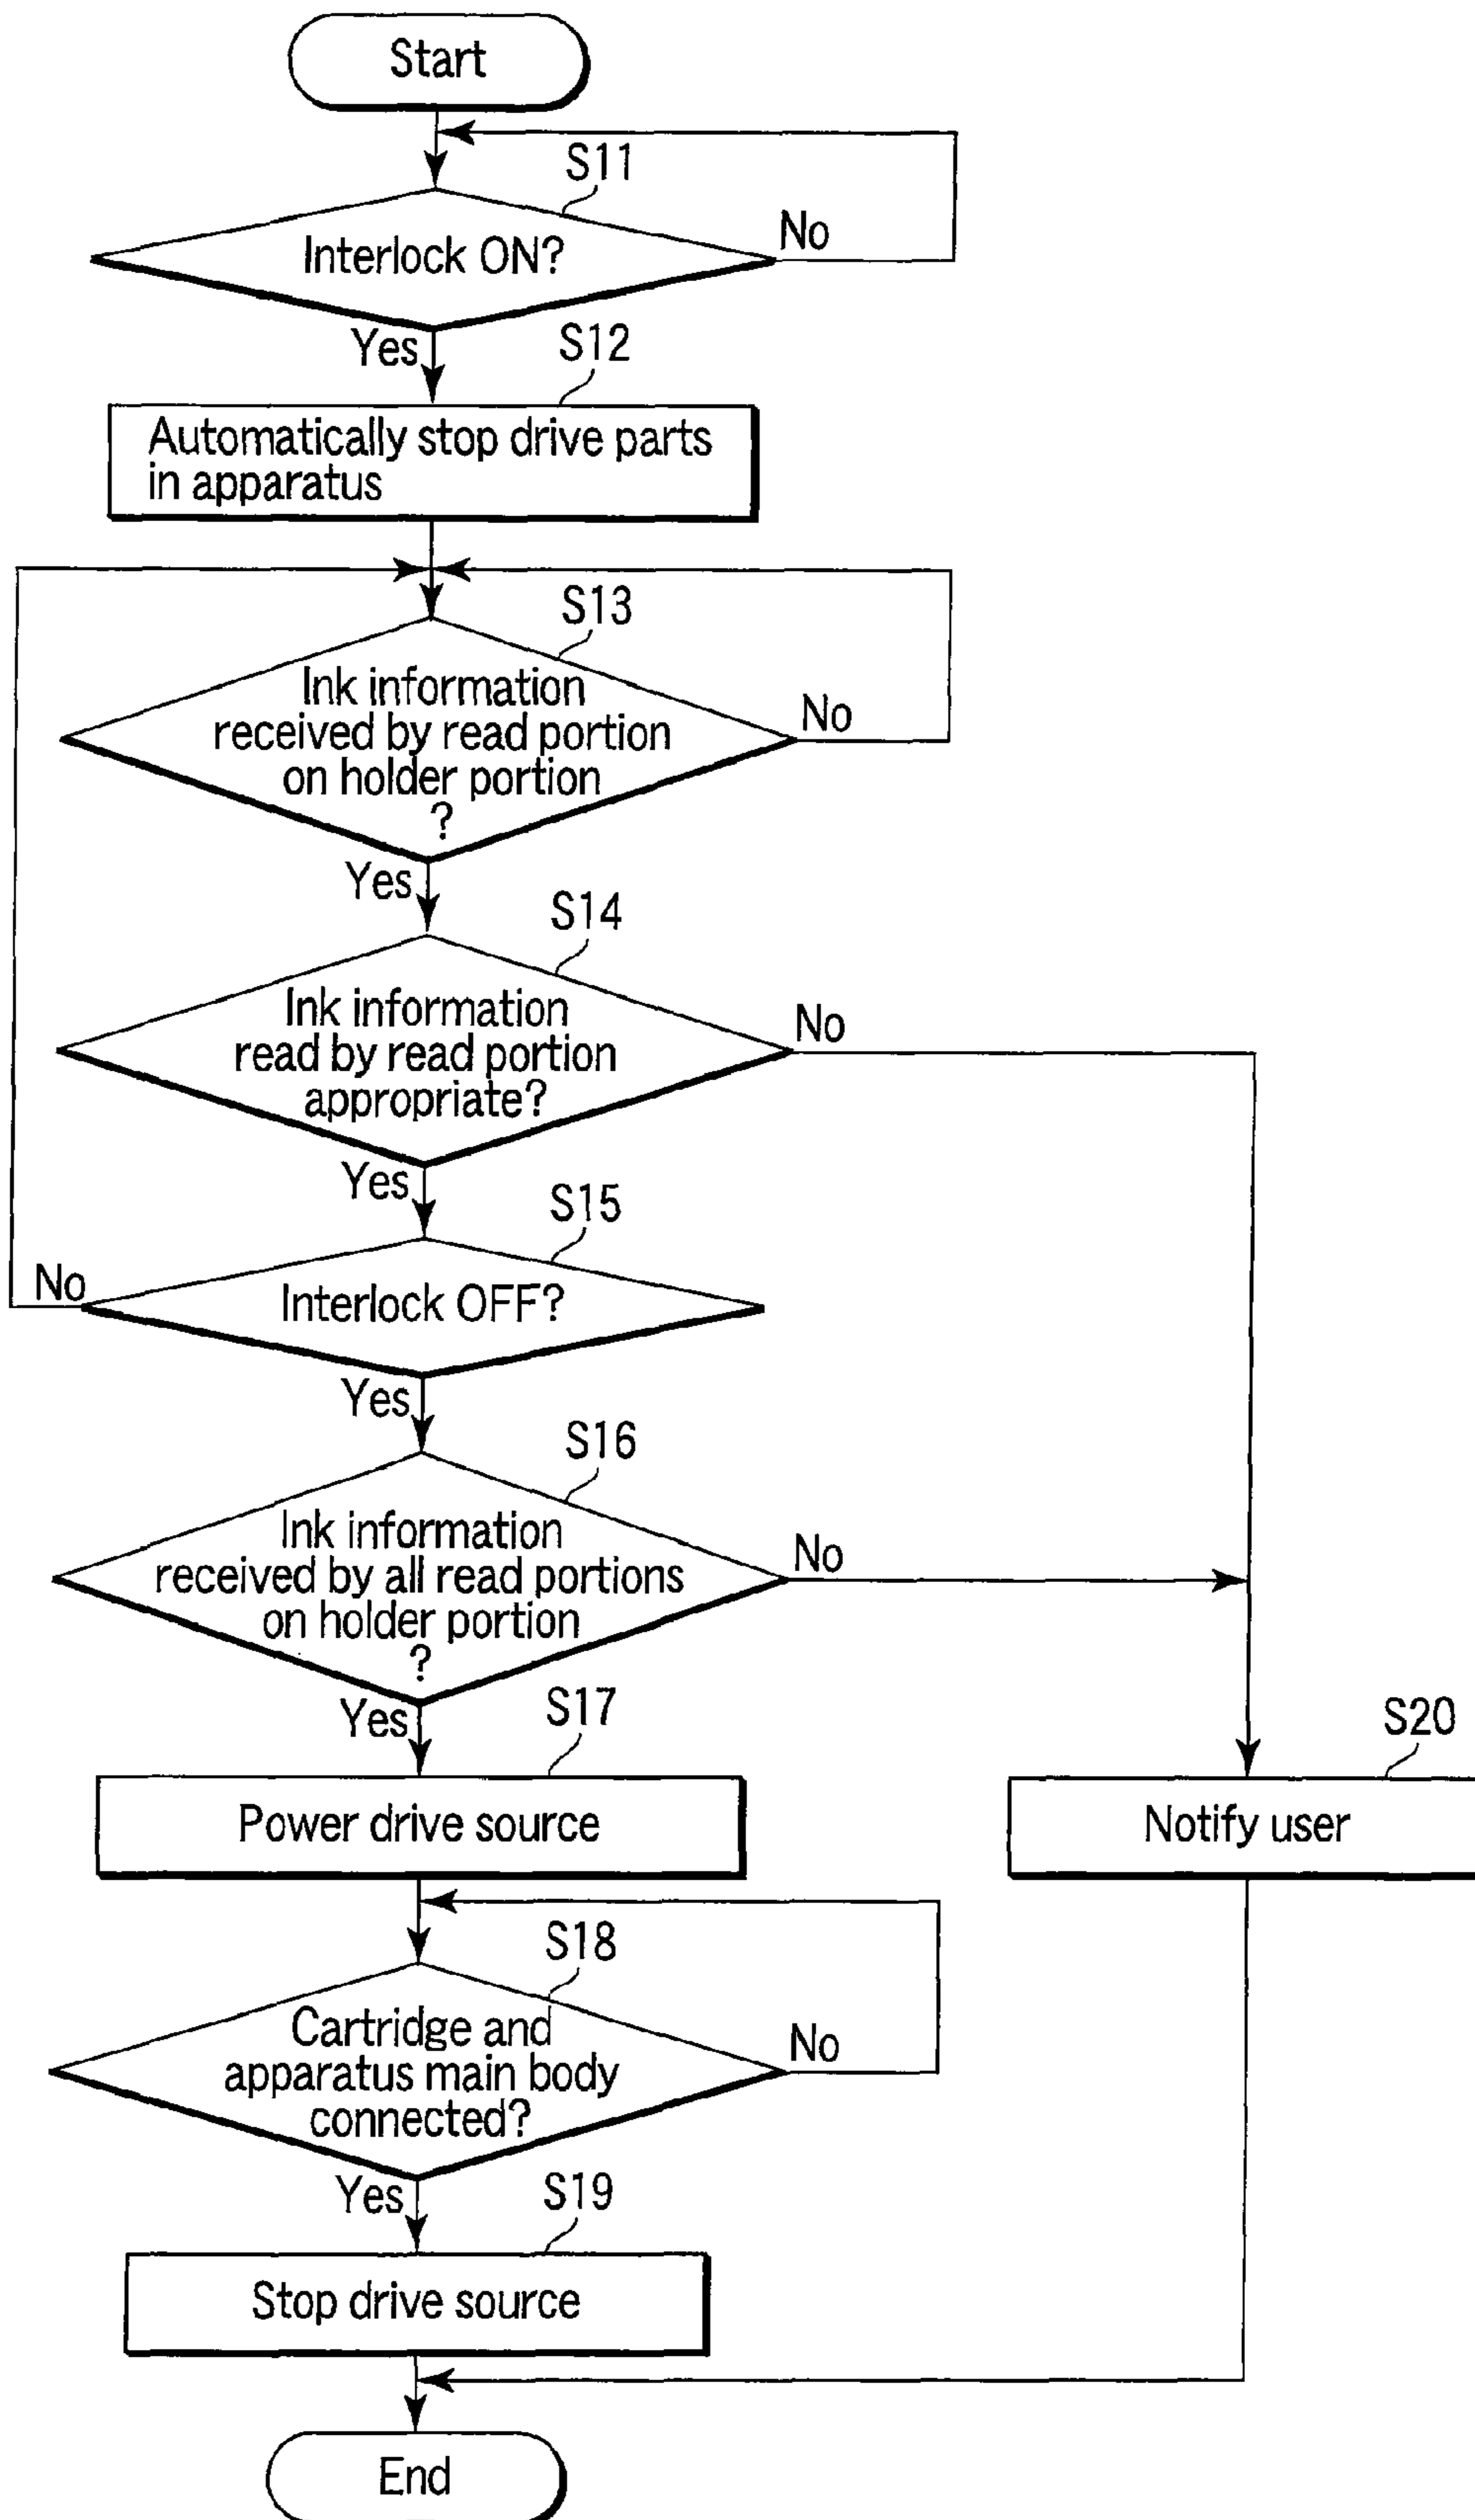 Start
S11
Interlock ON?
No
Yes
S12
Automatically stop drive parts
in apparatus
S13
Ink information
received by read portion
on holder portion
?
No
Yes
S14
Ink information
read by read portion
appropriate?
No
Yes
S15
No
Interlock OFF?
Yes
S16
Ink information
received by all read portions
on holder portion
?
No
Yes
S17
Power drive source
S20
Notify user
S18
Cartridge and
apparatus main body
connected?
No
Yes
S19
Stop drive source
End